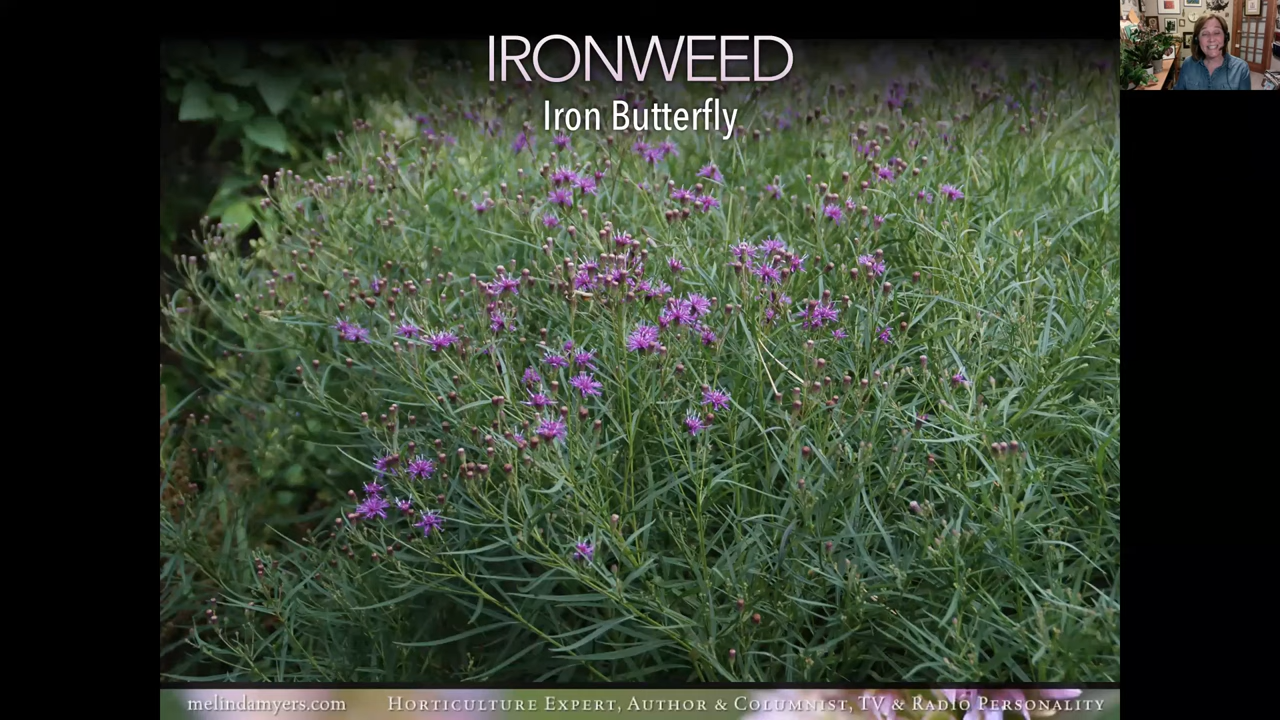 IRONWEED
Iron Butterfly
melindamyers.com HORTICULTURE EXPERT, AUTHOR & COLUMNIST, TV & RADIO PERSONALITY